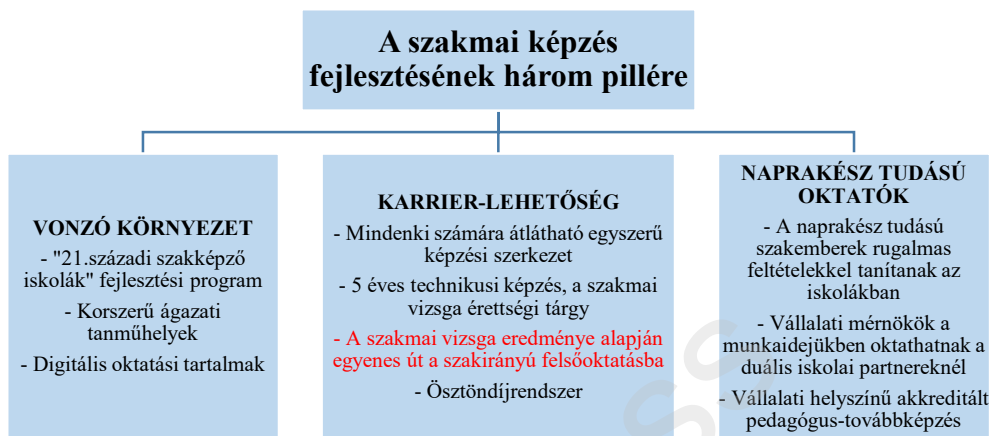 A szakmai képzés
fejlesztésének három pillére
VONZÓ KÖRNYEZET
- "21.századi szakképző
iskolák" fejlesztési program
- Korszerű ágazati
tanműhelyek
- Digitális oktatási tartalmak
KARRIER-LEHETŐSÉG
- Mindenki számára átlátható egyszerű
képzési szerkezet
- 5 éves technikusi képzés, a szakmai
vizsga érettségi tárgy
- A szakmai vizsga eredménye alapján
egyenes út a szakirányú felsőoktatásba
- Ösztöndíjrendszer
NAPRAKÉSZ TUDÁSÚ
OKTATÓK
- A naprakész tudású
szakemberek rugalmas
feltételekkel tanítanak az
iskolákban
- Vállalati mérnökök a
munkaidejükben oktathatnak a
duális iskolai partnereknél
- Vállalati helyszínű akkreditált
pedagógus-továbbképzés